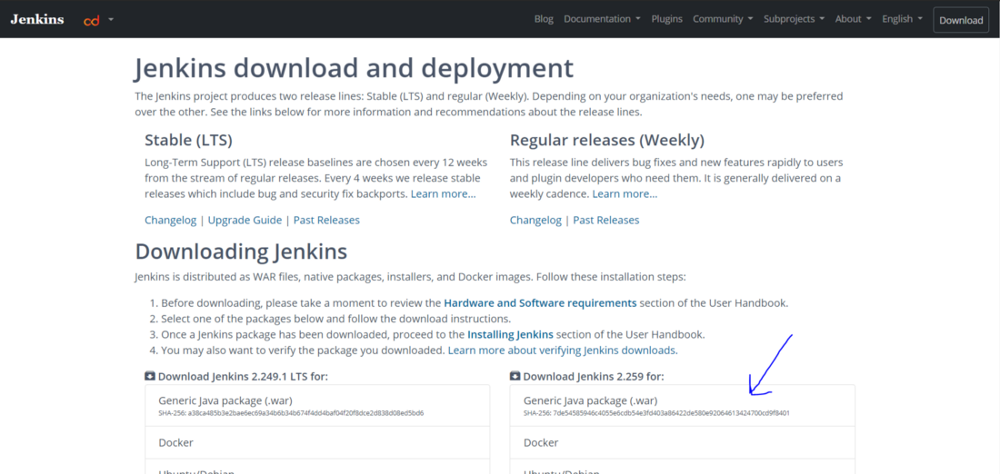 Jenkins cd Blog Documentation Plugins Community Subprojects About English Download
Jenkins download and deployment
The Jenkins project produces two release lines: Stable (LTS) and regular (Weekly). Depending on your organization's needs, one may be preferred
over the other. See the links below for more information and recommendations about the release lines.
Stable (LTS)
Long-Term Support (LTS) release baselines are chosen every 12 weeks
from the stream of regular releases. Every 4 weeks we release stable
releases which include bug and security fix backports. Learn more...
Changelog | Upgrade Guide | Past Releases
Regular releases (Weekly)
This release line delivers bug fixes and new features rapidly to users
and plugin developers who need them. It is generally delivered on a
weekly cadence. Learn more...
Changelog | Past Releases
Downloading Jenkins
Jenkins is distributed as WAR files, native packages, installers, and Docker images. Follow these installation steps:
1. Before downloading, please take a moment to review the Hardware and Software requirements section of the User Handbook.
2. Select one of the packages below and follow the download instructions.
3. Once a Jenkins package has been downloaded, proceed to the Installing Jenkins section of the User Handbook.
4. You may also want to verify the package you downloaded. Learn more about verifying Jenkins downloads.
Download Jenkins 2.249.1 LTS for:
Generic Java package (.war)
SHA-256: a38ca485b3e2bae6ec69a34b6b34b674f4dd4baf04f20f8dce2d838d08ed5bd6
Docker
Ubuntu/Debian
Download Jenkins 2.259 for:
Generic Java package (.war)
SHA-256: 7de54585946c4055e6cdb54e3fd403a86422de580e92064613424700cd9f8401
Docker
Ubuntu/Debian